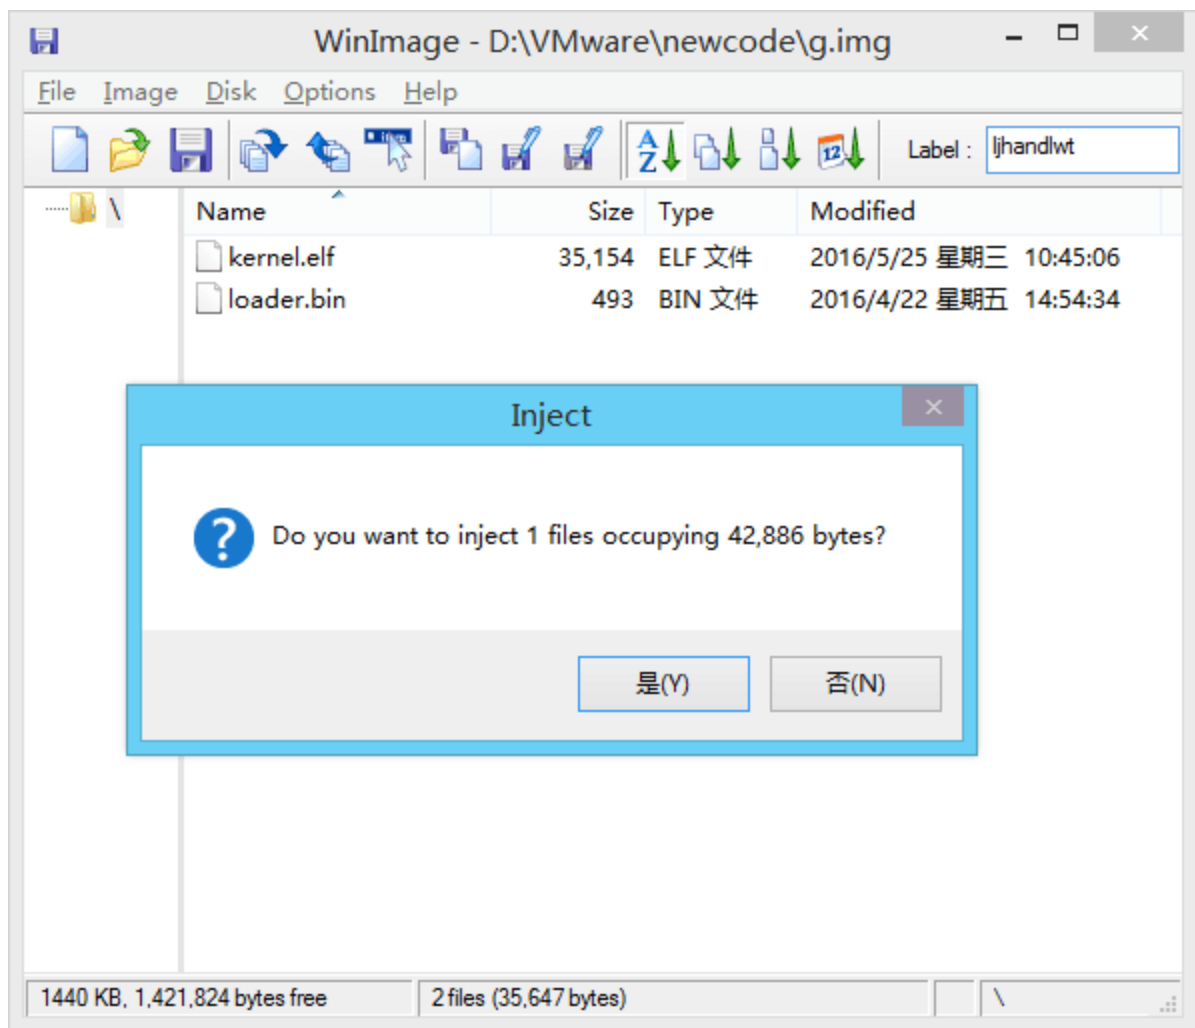 WinImage - D:\VMware\newcode\g.img
File Image Disk Options Help
A Z 12 Label : ljhandlwt
\ Name Size Type Modified
kernel.elf 35,154 ELF 文件 2016/5/25 星期三 10:45:06
loader.bin 493 BIN 文件 2016/4/22 星期五 14:54:34
Inject
Do you want to inject 1 files occupying 42,886 bytes?
是(Y) 否(N)
1440 KB, 1,421,824 bytes free 2 files (35,647 bytes) \